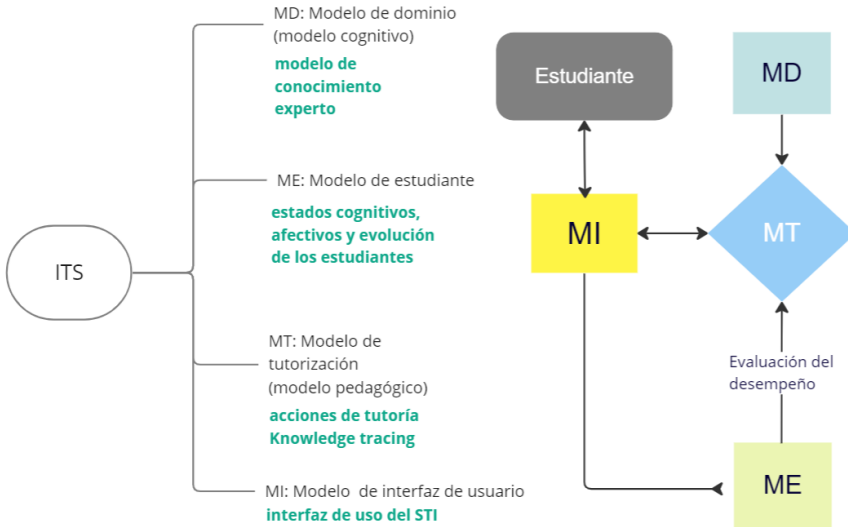 MD: Modelo de dominio
(modelo cognitivo)
modelo de
conocimiento
experto
ME: Modelo de estudiante
estados cognitivos,
afectivos y evolución
de los estudiantes
ITS
MT: Modelo de
tutorización
(modelo pedagógico)
acciones de tutoría
Knowledge tracing
MI: Modelo de interfaz de usuario
interfaz de uso del STI
Estudiante
MD
MI
MT
Evaluación del
desempeño
ME